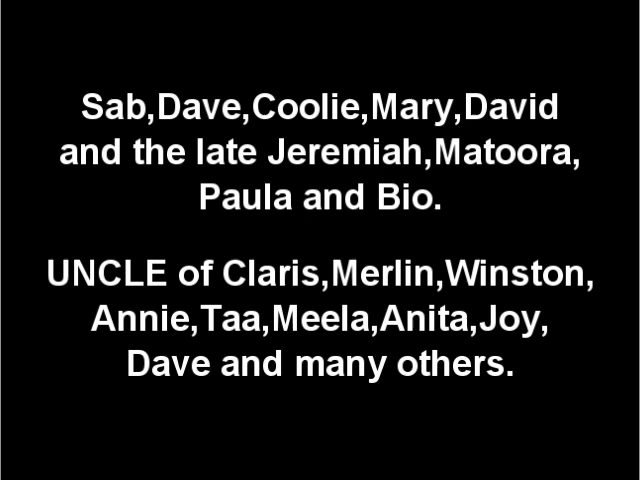 Sab,Dave,Coolie,Mary,David
and the late Jeremiah,Matoora,
Paula and Bio.
UNCLE of Claris,Merlin,Winston,
Annie,Taa,Meela,Anita,Joy,
Dave and many others.